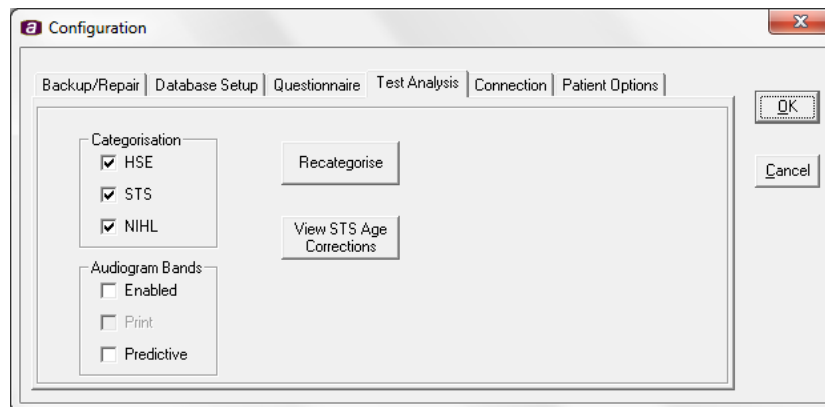 a Configuration
Backup/Repair Database Setup Questionnaire Test Analysis Connection Patient Options
OK
Cancel
Categorisation
HSE
STS
NIHL
Recategorise
View STS Age
Corrections
Audiogram Bands
Enabled
Print
Predictive